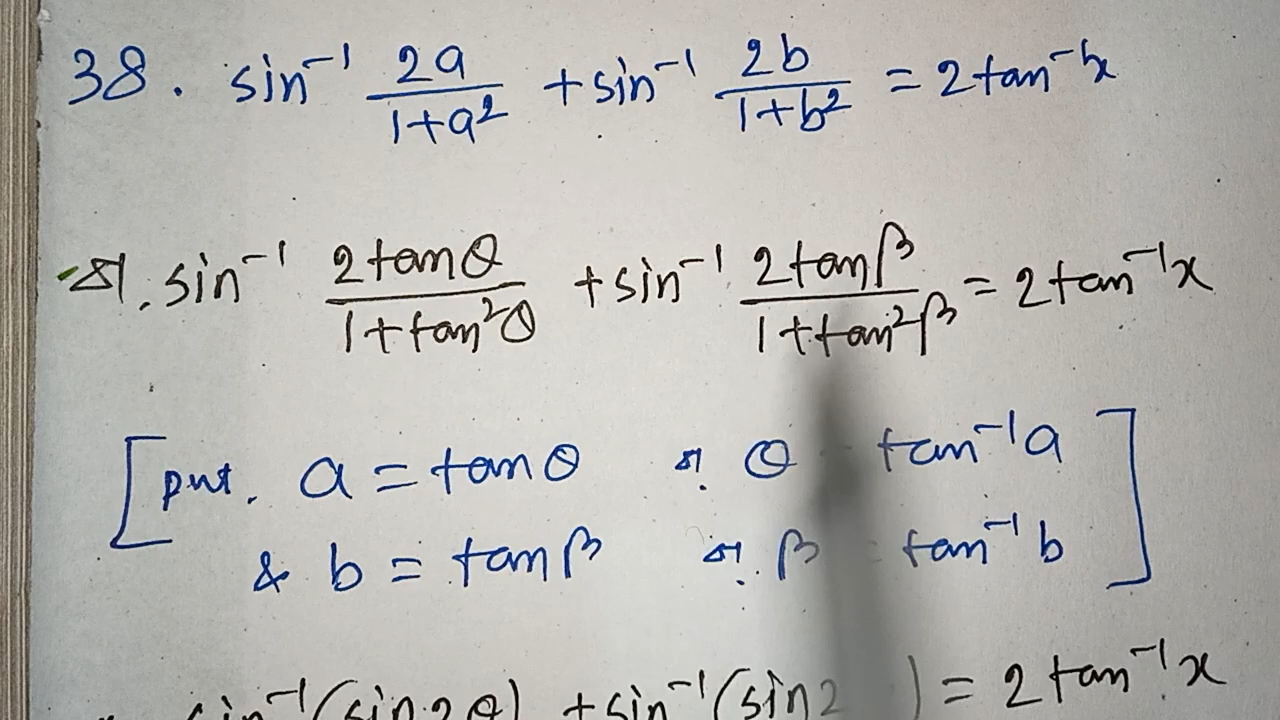 38. sin⁻¹ 2a/(1+a²) + sin⁻¹ 2b/(1+b²) = 2tan⁻¹x
বা, sin⁻¹ 2tanθ/(1+tan²θ) + sin⁻¹ 2tanβ/(1+tan²β) = 2tan⁻¹x
[put, a = tanθ বা, θ tan⁻¹a
& b = tanβ বা, β tan⁻¹b]
sin⁻¹(sin2θ) + sin⁻¹(sin2 ) = 2tan⁻¹x